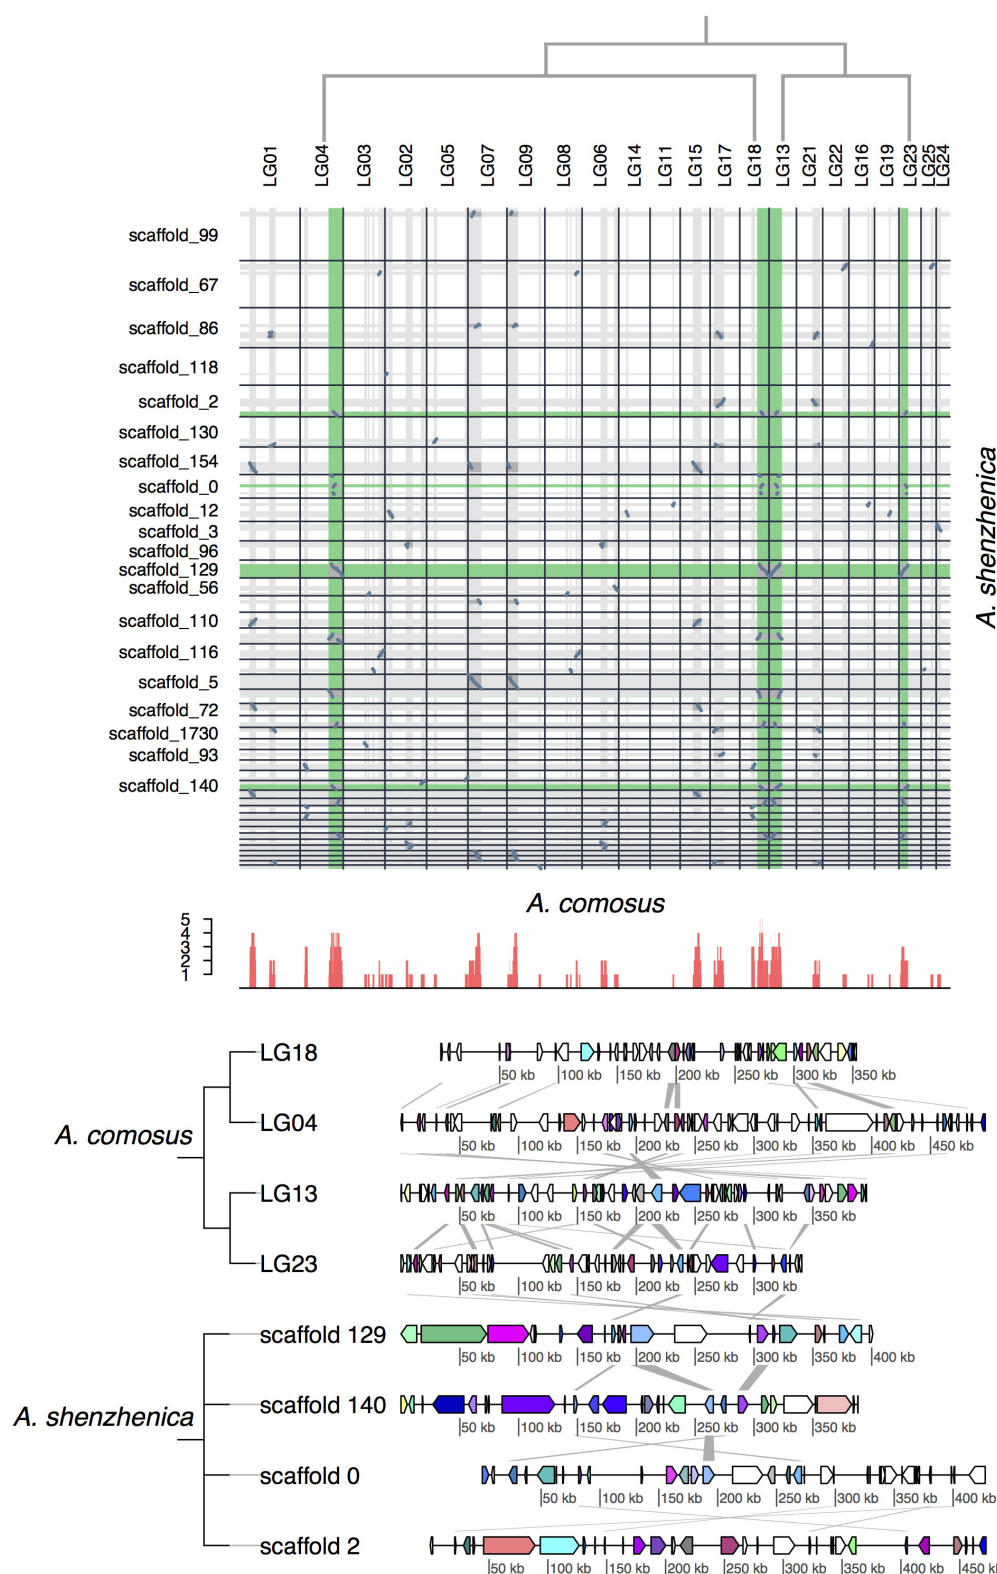 LG01 LG04 LG03 LG02 LG05 LG07 LG09 LG08 LG06 LG14 LG11 LG15 LG17 LG18 LG13 LG21 LG22 LG16 LG19 LG23 LG25 LG24
scaffold_99
scaffold_67
scaffold_86
scaffold_118
scaffold_2
scaffold_130
scaffold_154
scaffold_0
scaffold_12
scaffold_3
scaffold_96
scaffold_129
scaffold_56
scaffold_110
scaffold_116
scaffold_5
scaffold_72
scaffold_1730
scaffold_93
scaffold_140
A. shenzhenica
A. comosus
5
4
3
2
1
LG18
50 kb 100 kb 150 kb 200 kb 250 kb 300 kb 350 kb
LG04
50 kb 100 kb 150 kb 200 kb 250 kb 300 kb 350 kb 400 kb 450 kb
A. comosus
LG13
50 kb 100 kb 150 kb 200 kb 250 kb 300 kb 350 kb
LG23
50 kb 100 kb 150 kb 200 kb 250 kb 300 kb
scaffold 129
50 kb 100 kb 150 kb 200 kb 250 kb 300 kb 350 kb 400 kb
scaffold 140
50 kb 100 kb 150 kb 200 kb 250 kb 300 kb 350 kb
A. shenzhenica
scaffold 0
50 kb 100 kb 150 kb 200 kb 250 kb 300 kb 350 kb 400 kb
scaffold 2
50 kb 100 kb 150 kb 200 kb 250 kb 300 kb 350 kb 400 kb 450 kb